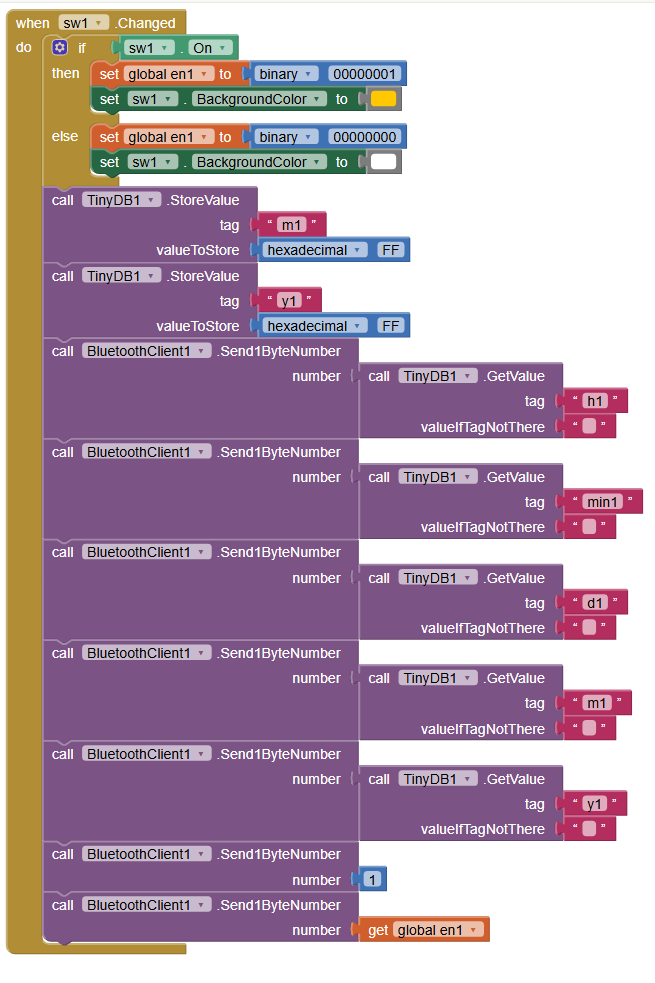 when sw1 .Changed
do if sw1 . On
then set global en1 to binary 00000001
set sw1 . BackgroundColor to
else set global en1 to binary 00000000
set sw1 . BackgroundColor to
call TinyDB1 .StoreValue
tag “ m1 ”
valueToStore hexadecimal FF
call TinyDB1 .StoreValue
tag “ y1 ”
valueToStore hexadecimal FF
call BluetoothClient1 .Send1ByteNumber
number call TinyDB1 .GetValue
tag “ h1 ”
valueIfTagNotThere “ ”
call BluetoothClient1 .Send1ByteNumber
number call TinyDB1 .GetValue
tag “ min1 ”
valueIfTagNotThere “ ”
call BluetoothClient1 .Send1ByteNumber
number call TinyDB1 .GetValue
tag “ d1 ”
valueIfTagNotThere “ ”
call BluetoothClient1 .Send1ByteNumber
number call TinyDB1 .GetValue
tag “ m1 ”
valueIfTagNotThere “ ”
call BluetoothClient1 .Send1ByteNumber
number call TinyDB1 .GetValue
tag “ y1 ”
valueIfTagNotThere “ ”
call BluetoothClient1 .Send1ByteNumber
number 1
call BluetoothClient1 .Send1ByteNumber
number get global en1